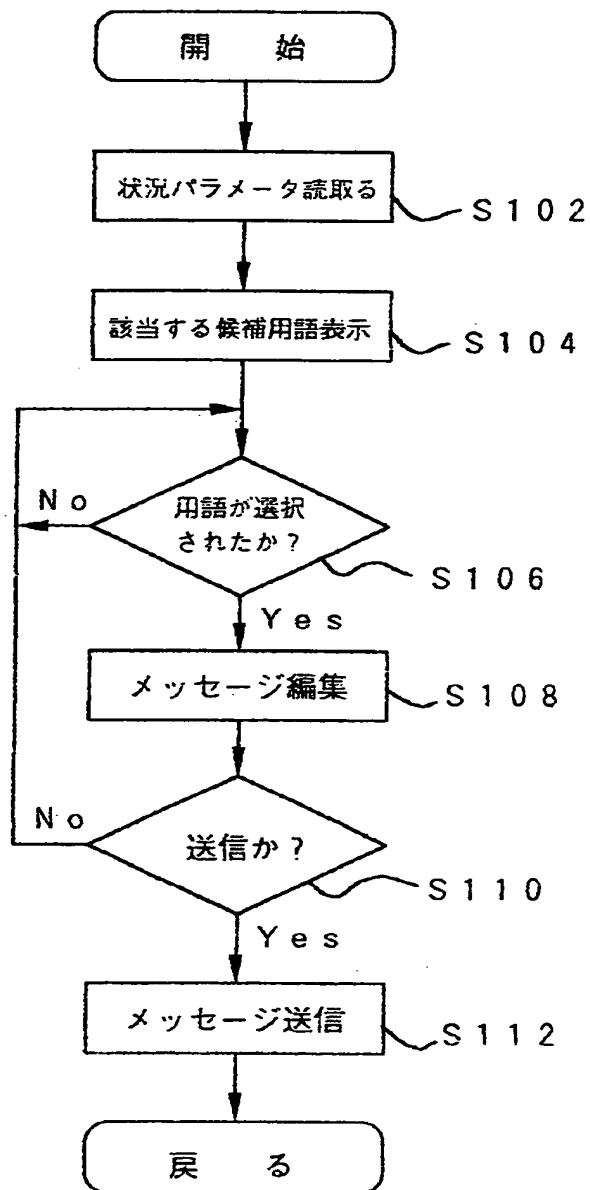 開　始
状況パラメータ読取る
S102
該当する候補用語表示
S104
No
用語が選択
されたか？
S106
Yes
メッセージ編集
S108
No
送信か？
S110
Yes
メッセージ送信
S112
戻　る